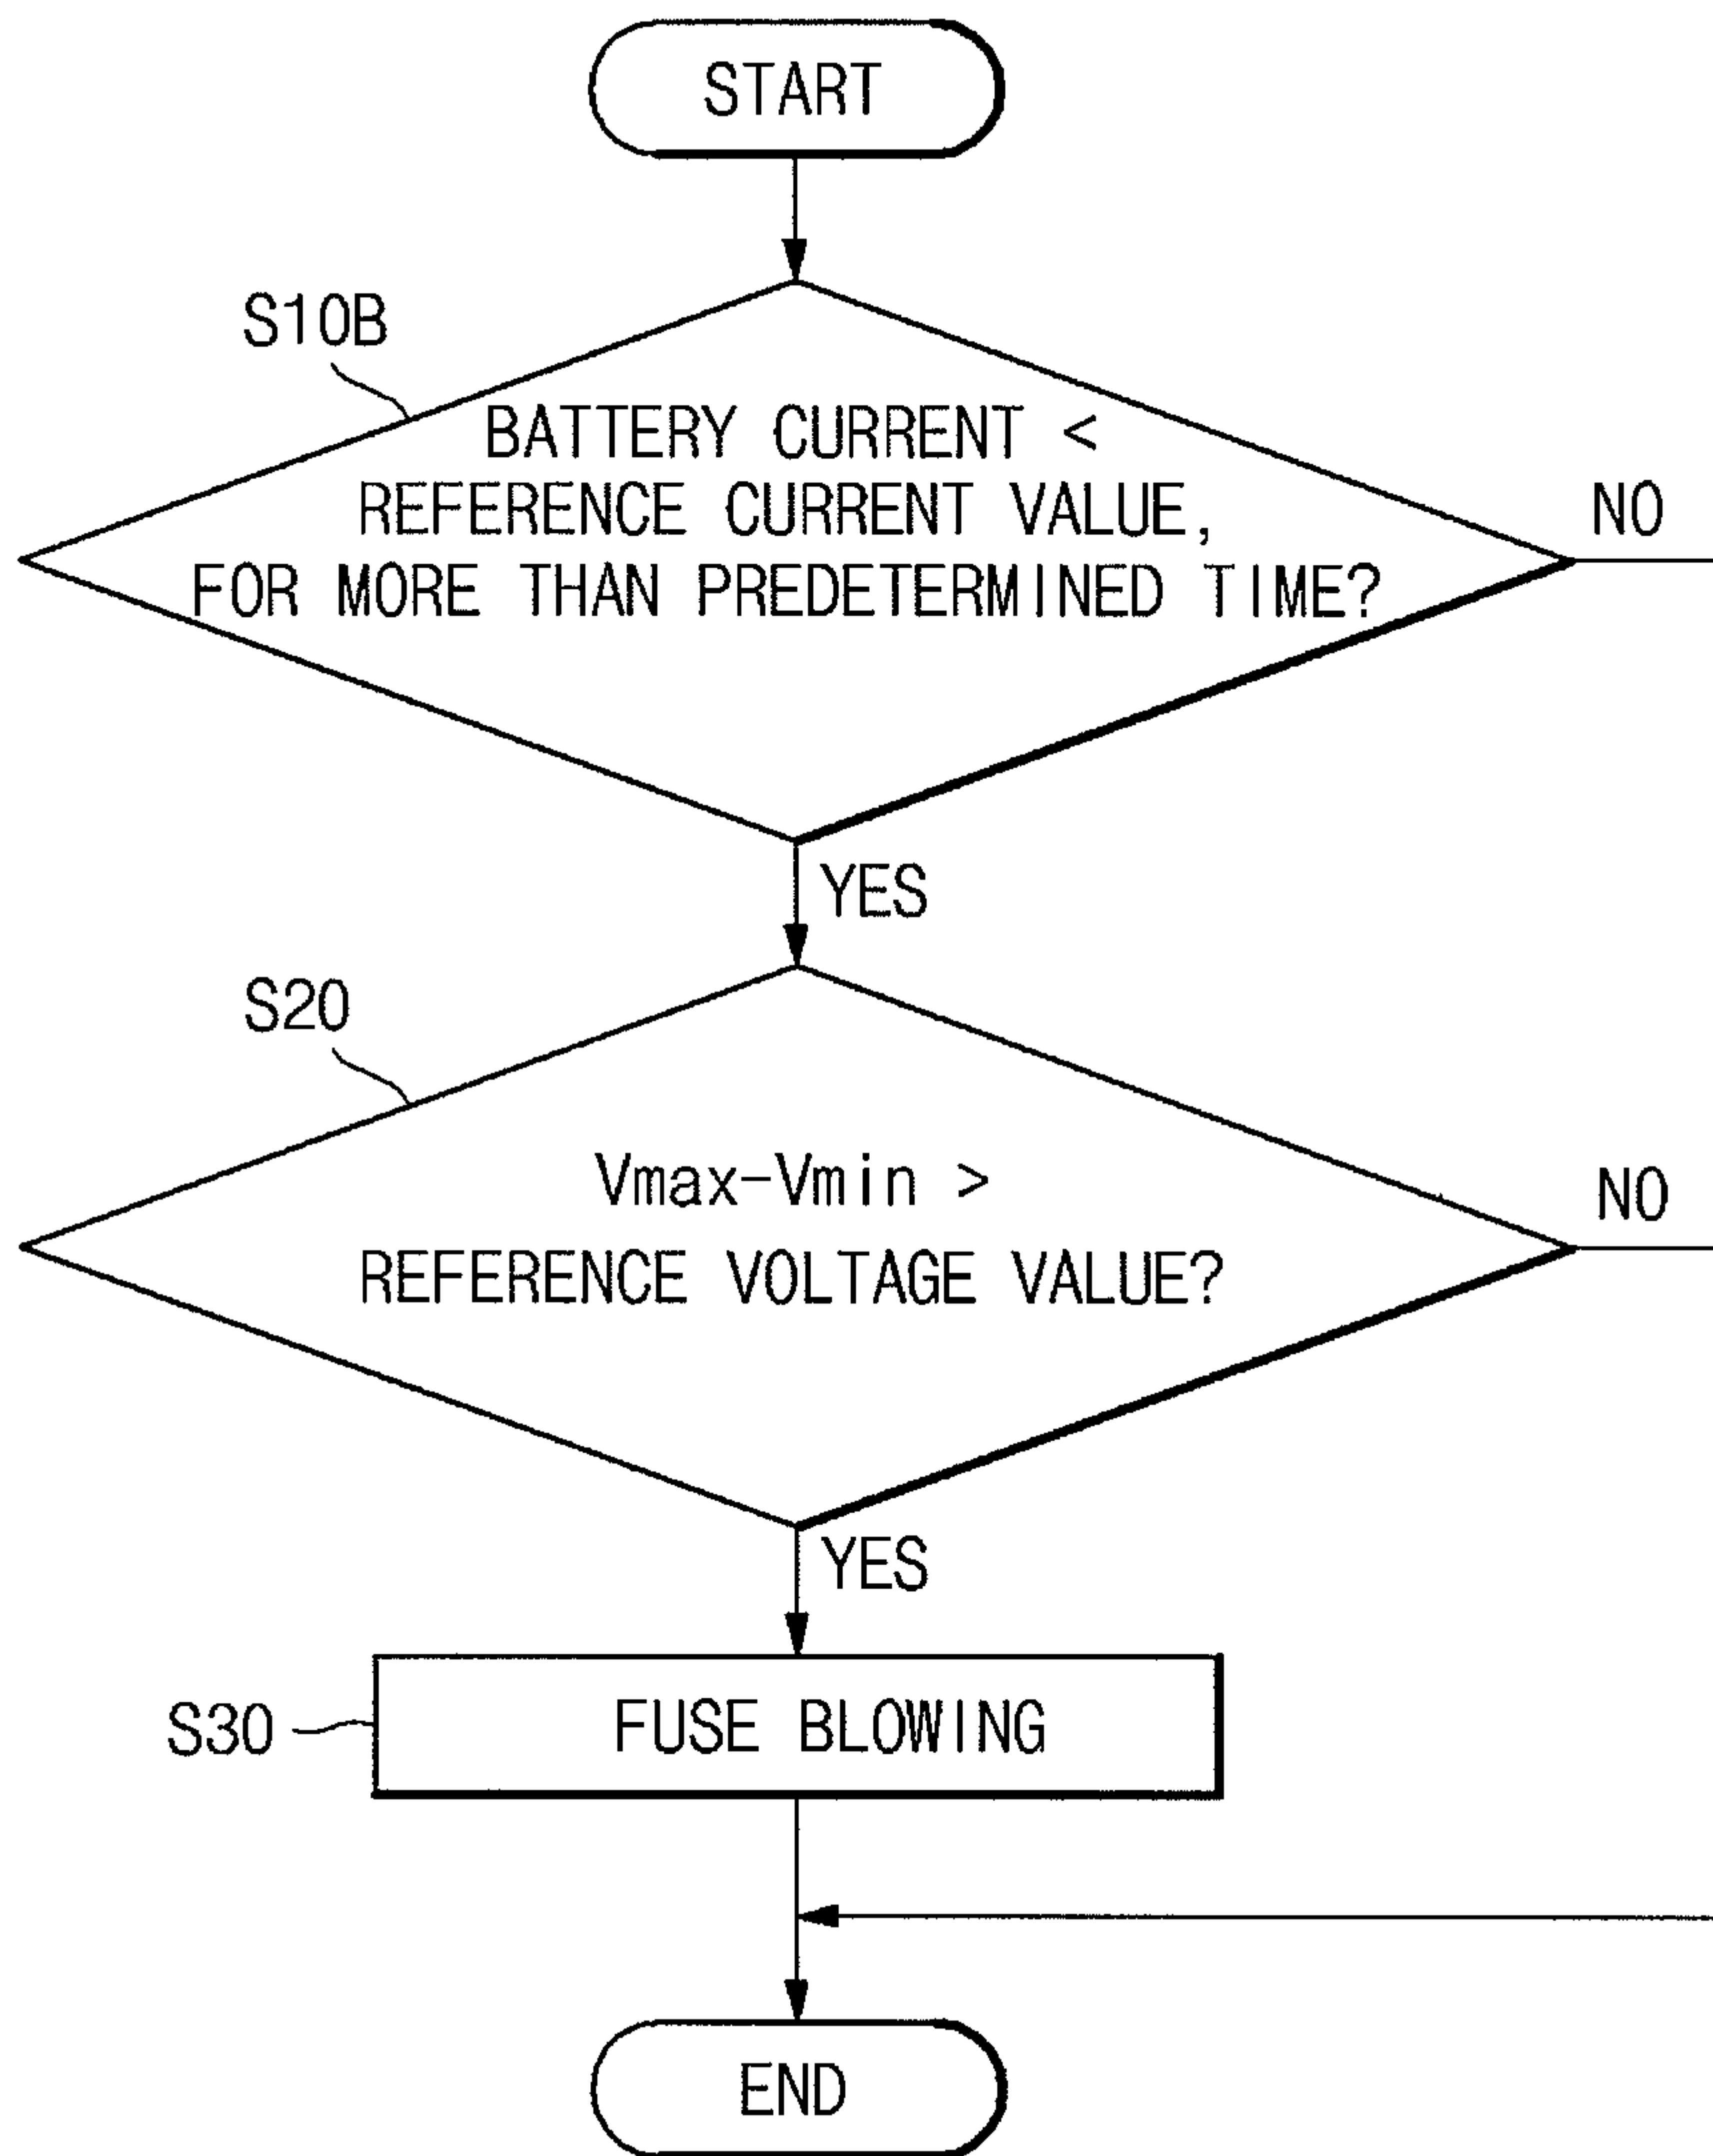 START
S10B
BATTERY CURRENT <
REFERENCE CURRENT VALUE,
FOR MORE THAN PREDETERMINED TIME?
NO
YES
S20
Vmax-Vmin >
REFERENCE VOLTAGE VALUE?
NO
YES
S30
FUSE BLOWING
END